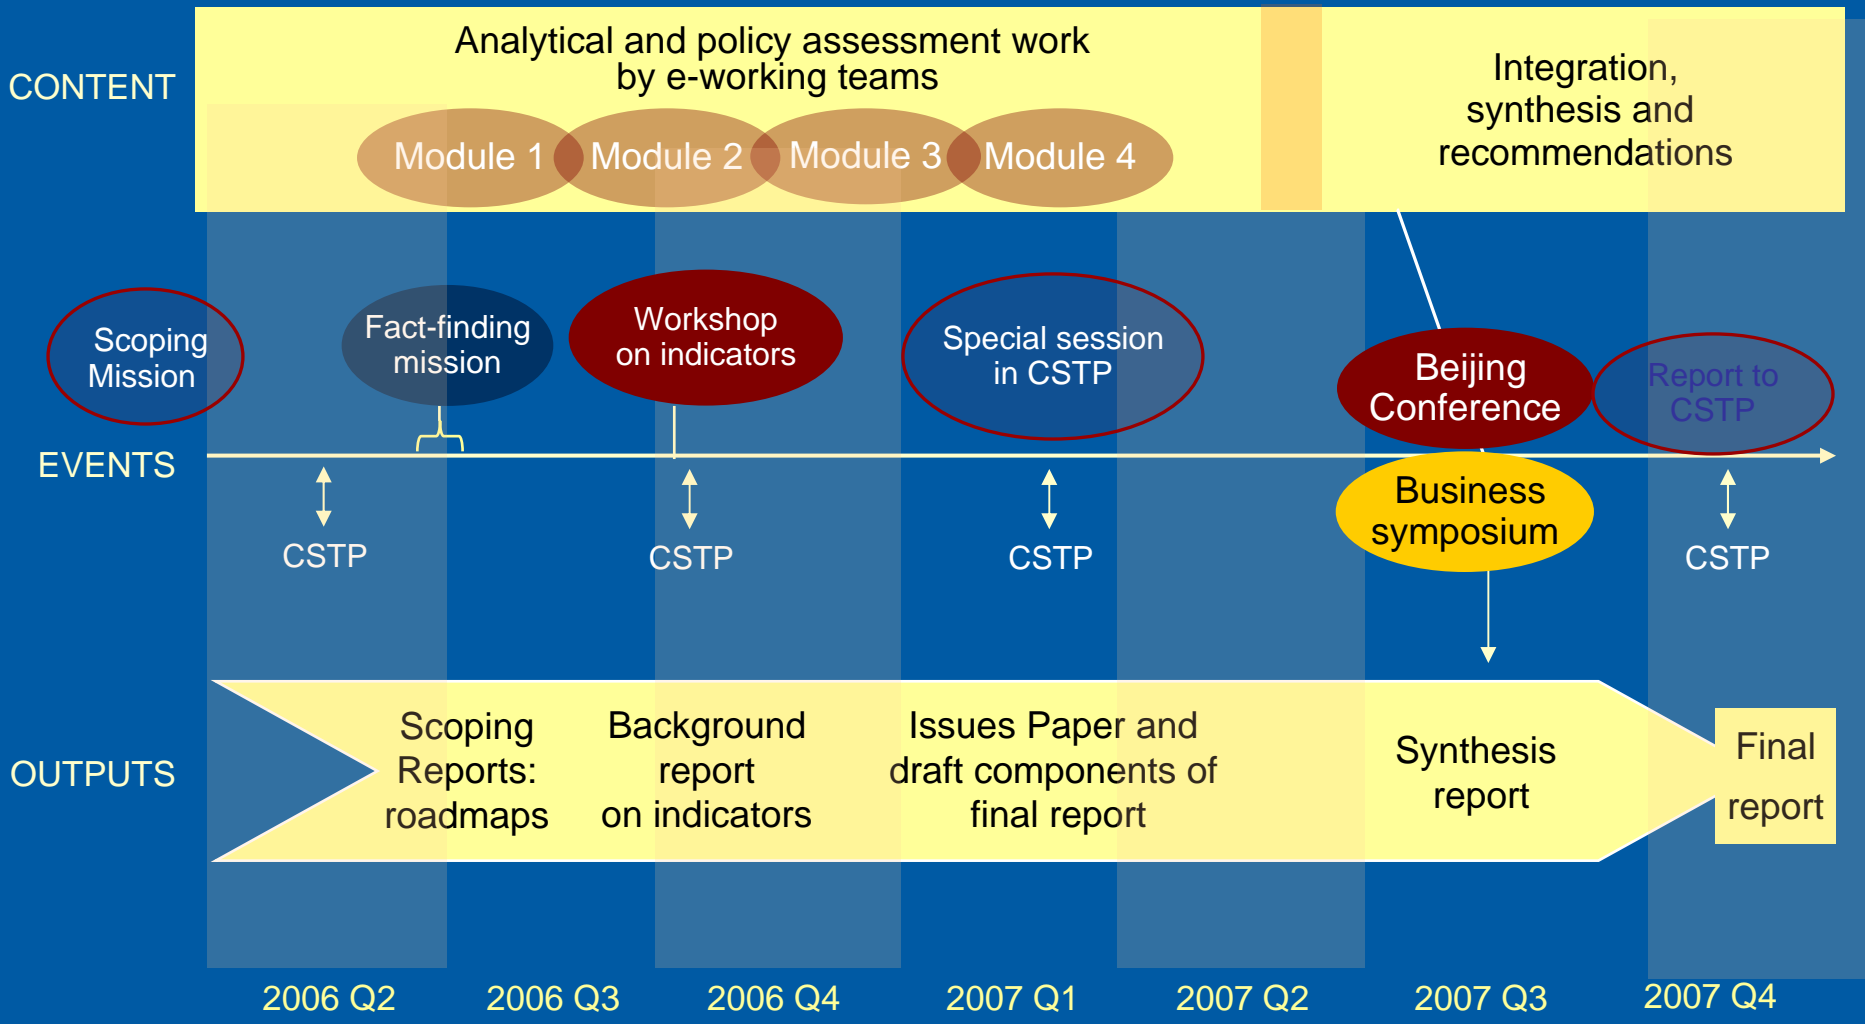 CONTENT
Analytical and policy assessment work
by e-working teams
Module 1
Module 2
Module 3
Module 4
Integration,
synthesis and
recommendations
EVENTS
Scoping
Mission
Fact-finding
mission
Workshop
on indicators
Special session
in CSTP
Beijing
Conference
Report to
CSTP
Business
symposium
CSTP
CSTP
CSTP
CSTP
OUTPUTS
Scoping
Reports:
roadmaps
Background
report
on indicators
Issues Paper and
draft components of
final report
Synthesis
report
Final
report
2006 Q2
2006 Q3
2006 Q4
2007 Q1
2007 Q2
2007 Q3
2007 Q4